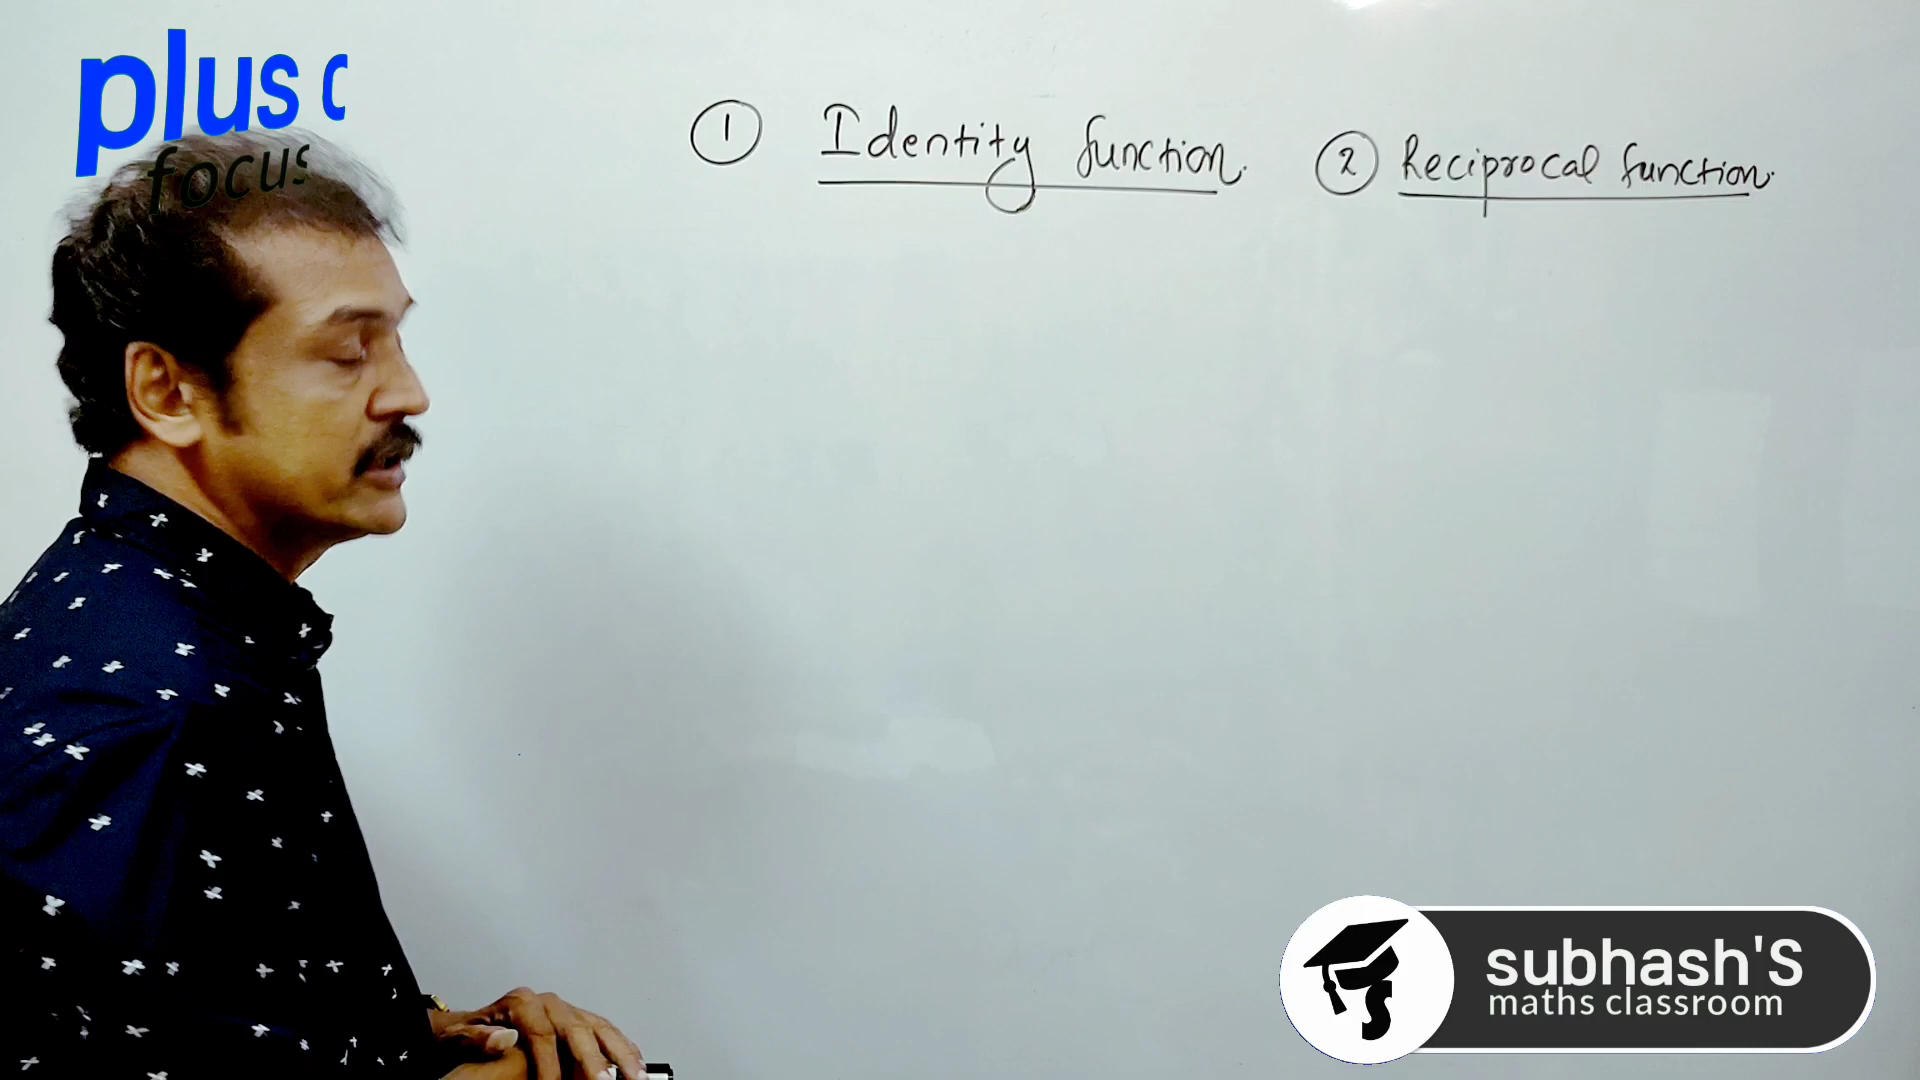 plus
focus
① Identity function. ② Reciprocal function.
subhash'S
maths classroom